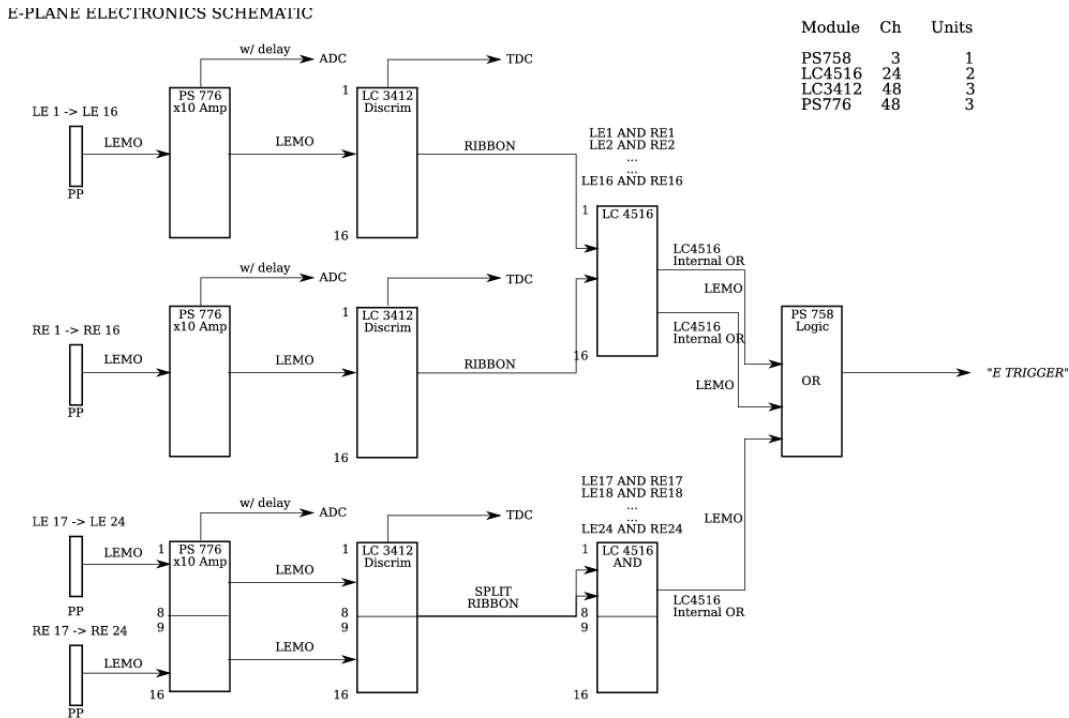 E-PLANE ELECTRONICS SCHEMATIC
Module Ch Units
PS758 3 1
LC4516 24 2
LC3412 48 3
PS776 48 3
w/ delay
ADC
TDC
LE 1 -> LE 16
PS 776
x10 Amp
1
LC 3412
Discrim
LEMO
LEMO
RIBBON
PP
16
LE1 AND RE1
LE2 AND RE2
...
...
LE16 AND RE16
1
LC 4516
16
LC4516
Internal OR
LEMO
LC4516
Internal OR
LEMO
w/ delay
ADC
TDC
RE 1 -> RE 16
PS 776
x10 Amp
1
LC 3412
Discrim
LEMO
LEMO
RIBBON
PP
16
PS 758
Logic
OR
"E TRIGGER"
w/ delay
ADC
TDC
LE 17 -> LE 24
LEMO
PP
1
PS 776
x10 Amp
8
9
16
LEMO
1
LC 3412
Discrim
8
9
16
SPLIT
RIBBON
RE 17 -> RE 24
LEMO
PP
LEMO
LE17 AND RE17
LE18 AND RE18
...
...
LE24 AND RE24
1
LC 4516
AND
8
9
16
LC4516
Internal OR
LEMO